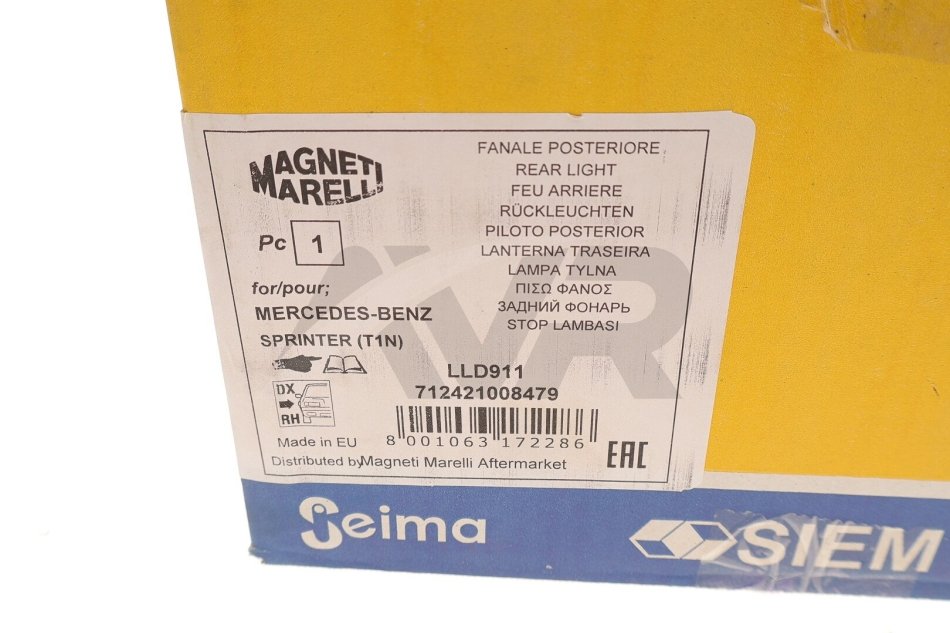 MAGNETI
MARELLI
Pc 1
for/pour;
MERCEDES-BENZ
SPRINTER (T1N)
DX
RH
Made in EU
Distributed by Magneti Marelli Aftermarket
FANALE POSTERIORE
REAR LIGHT
FEU ARRIERE
RÜCKLEUCHTEN
PILOTO POSTERIOR
LANTERNA TRASEIRA
LAMPA TYLNA
ΠΙΣΩ ΦΑΝΟΣ
ЗАДНИЙ ФОНАРЬ
STOP LAMBASI
LLD911
712421008479
8 001063 172286
EAC
Seima
SIEM
VR